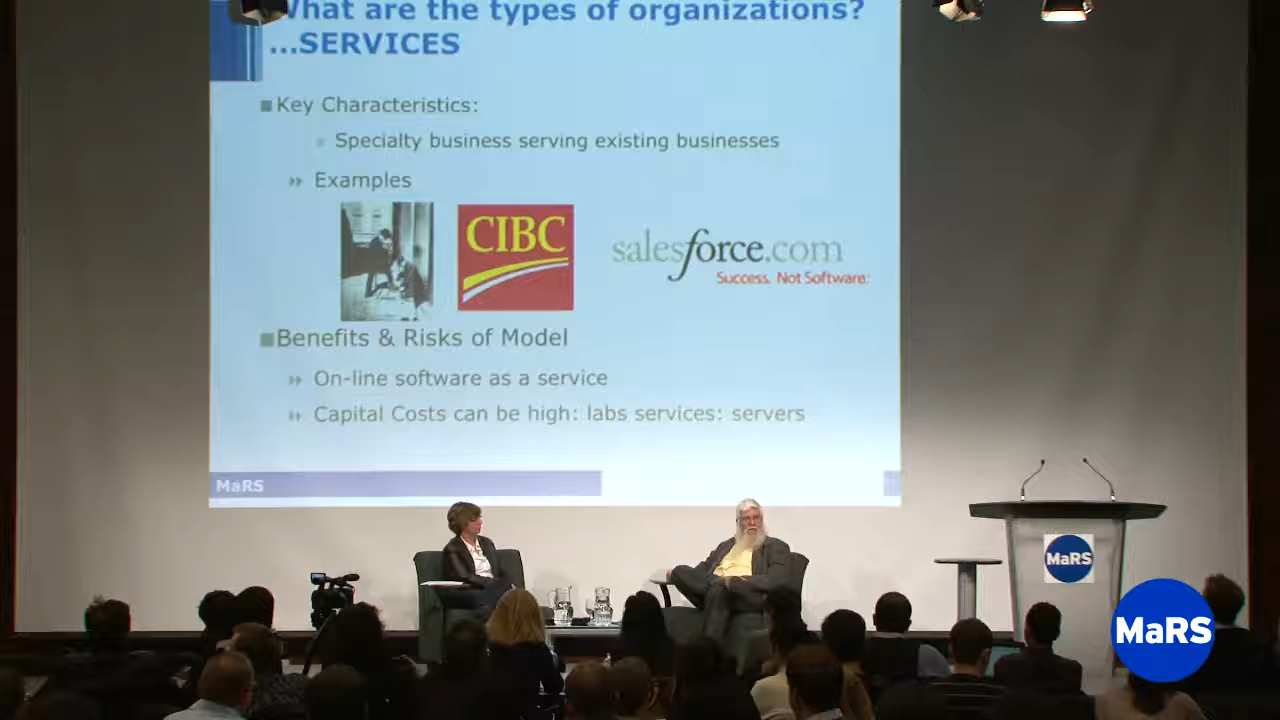 What are the types of organizations?
...SERVICES
Key Characteristics:
Specialty business serving existing businesses
Examples
CIBC
salesforce.com
Success. Not Software.
Benefits & Risks of Model
On-line software as a service
Capital Costs can be high: labs services: servers
MaRS
MaRS
MaRS